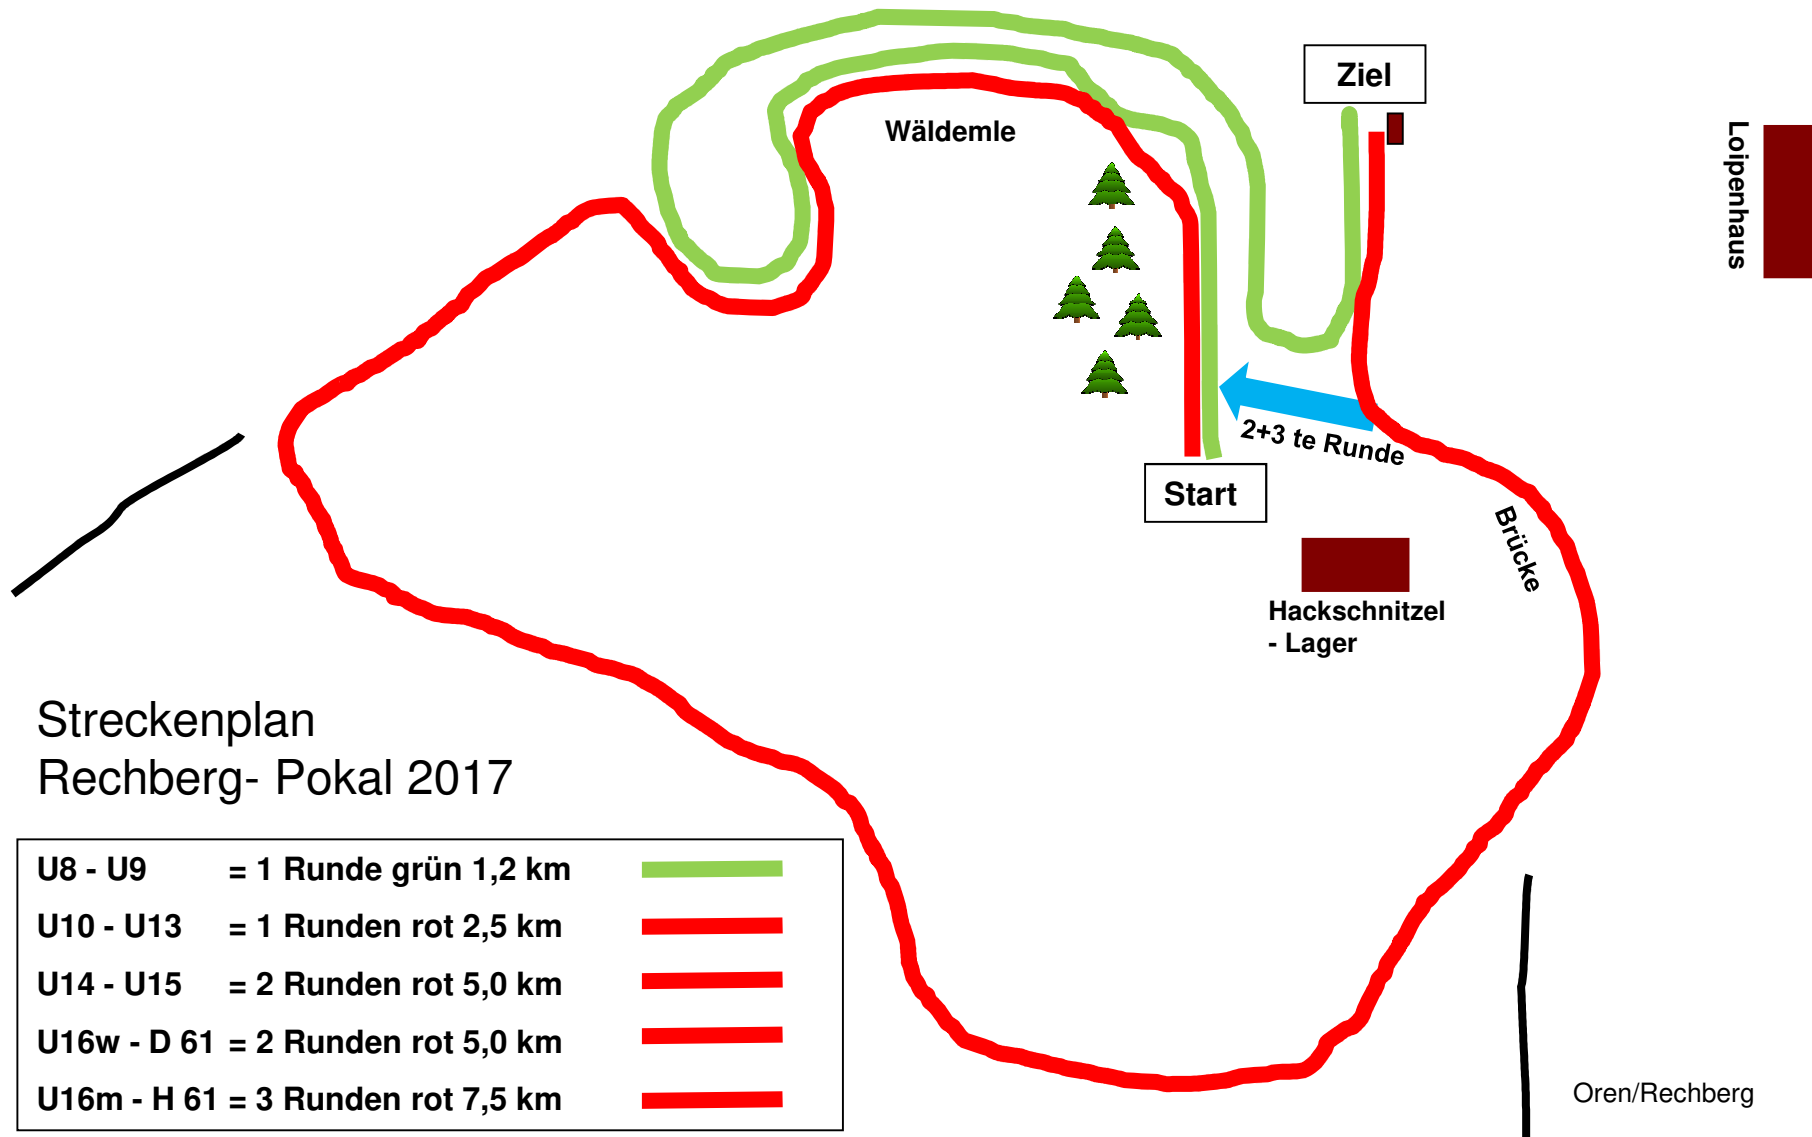 Ziel
Wäldemle
Loipenhaus
2+3 te Runde
Start
Brücke
Hackschnitzel
- Lager
Streckenplan
Rechberg- Pokal 2017
U8 - U9 = 1 Runde grün 1,2 km
U10 - U13 = 1 Runden rot 2,5 km
U14 - U15 = 2 Runden rot 5,0 km
U16w - D 61 = 2 Runden rot 5,0 km
U16m - H 61 = 3 Runden rot 7,5 km
Oren/Rechberg